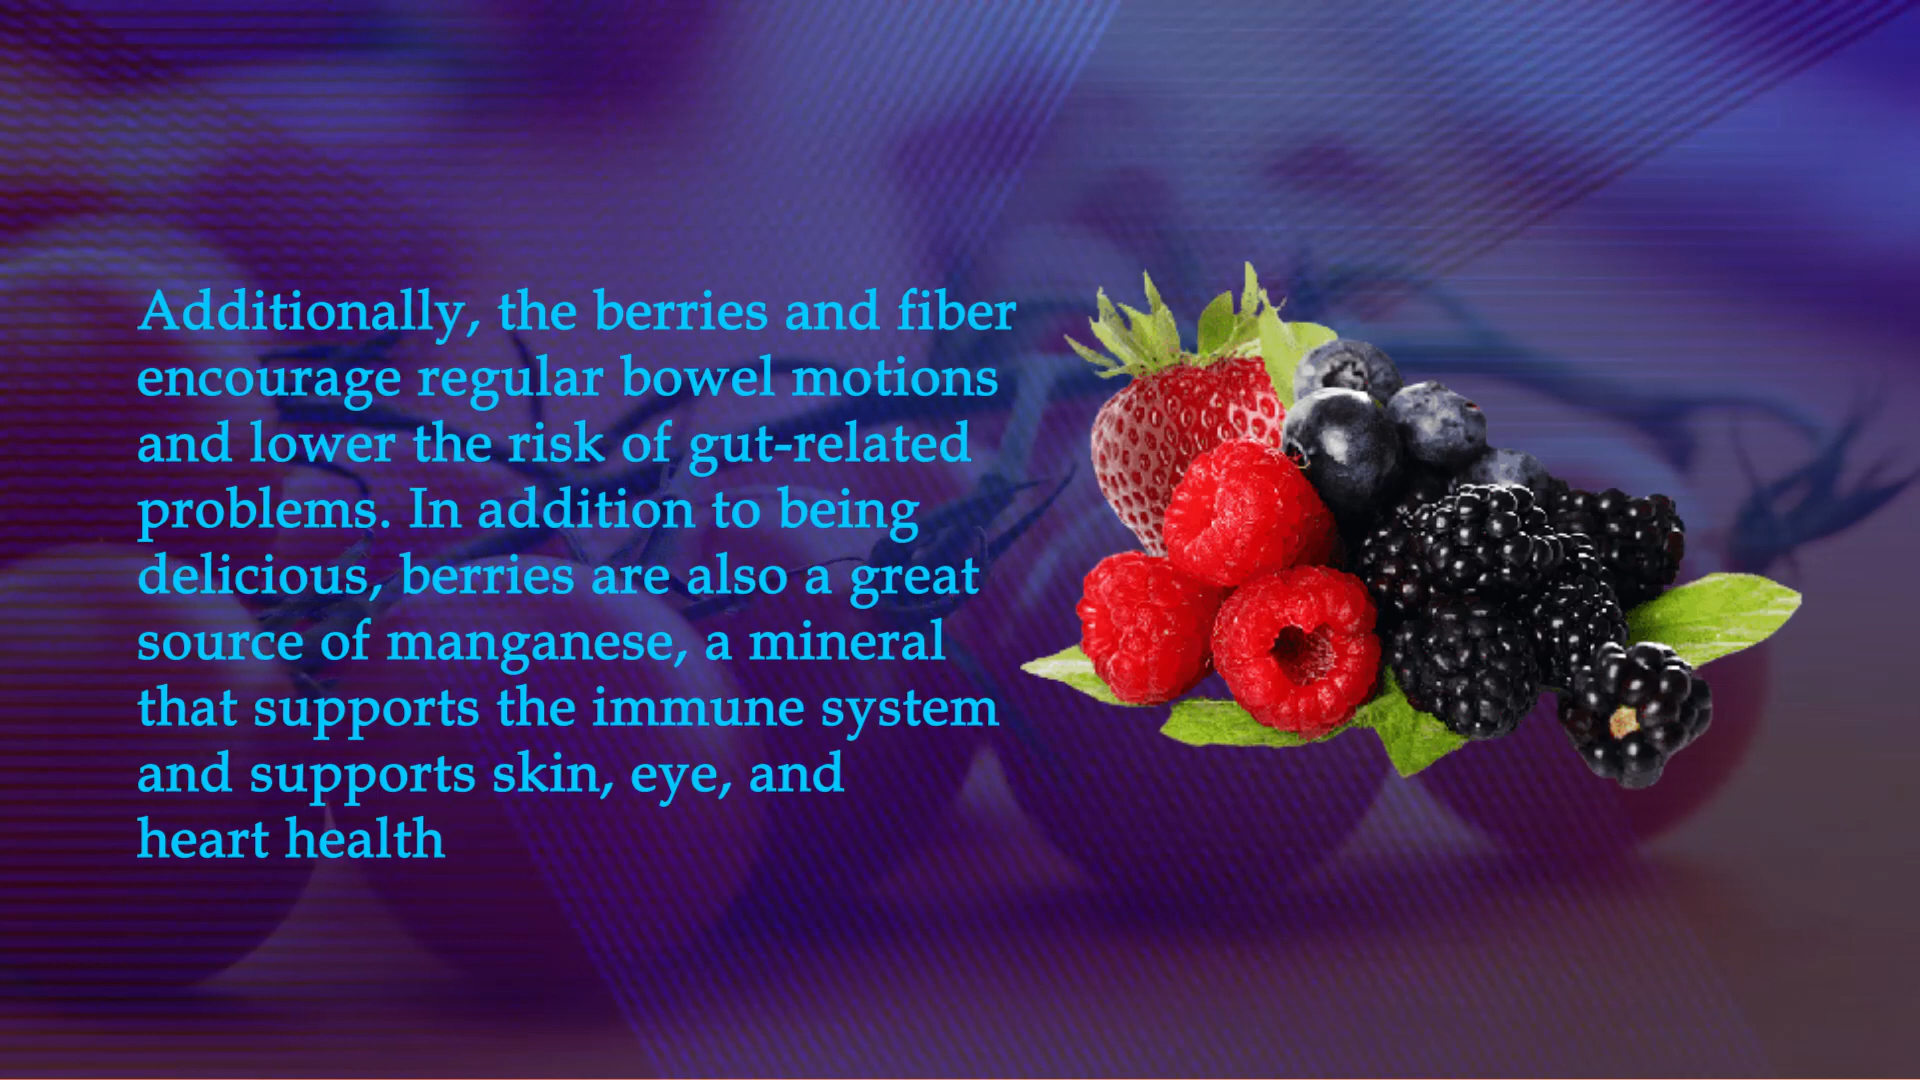 Additionally, the berries and fiber
encourage regular bowel motions
and lower the risk of gut-related
problems. In addition to being
delicious, berries are also a great
source of manganese, a mineral
that supports the immune system
and supports skin, eye, and
heart health